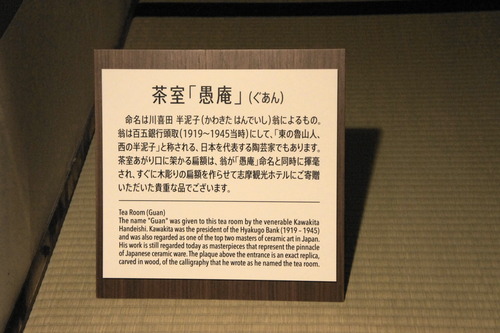 茶室「愚庵」(ぐあん)
命名は川喜田 半泥子(かわきた はんでいし)翁によるもの。
翁は百五銀行頭取(1919～1945当時)にして、「東の魯山人、
西の半泥子」と称される、日本を代表する陶芸家でもあります。
茶室あがり口に架かる扁額は、翁が「愚庵」命名と同時に揮毫
され、すぐに木彫りの扁額を作らせて志摩観光ホテルにご寄贈
いただいた貴重な品でございます。
Tea Room (Guan)
The name "Guan" was given to this tea room by the venerable Kawakita
Handeishi. Kawakita was the president of the Hyakugo Bank (1919 - 1945)
and was also regarded as one of the top two masters of ceramic art in Japan.
His work is still regarded today as masterpieces that represent the pinnacle
of Japanese ceramic ware. The plaque above the entrance is an exact replica,
carved in wood, of the calligraphy that he wrote as he named the tea room.